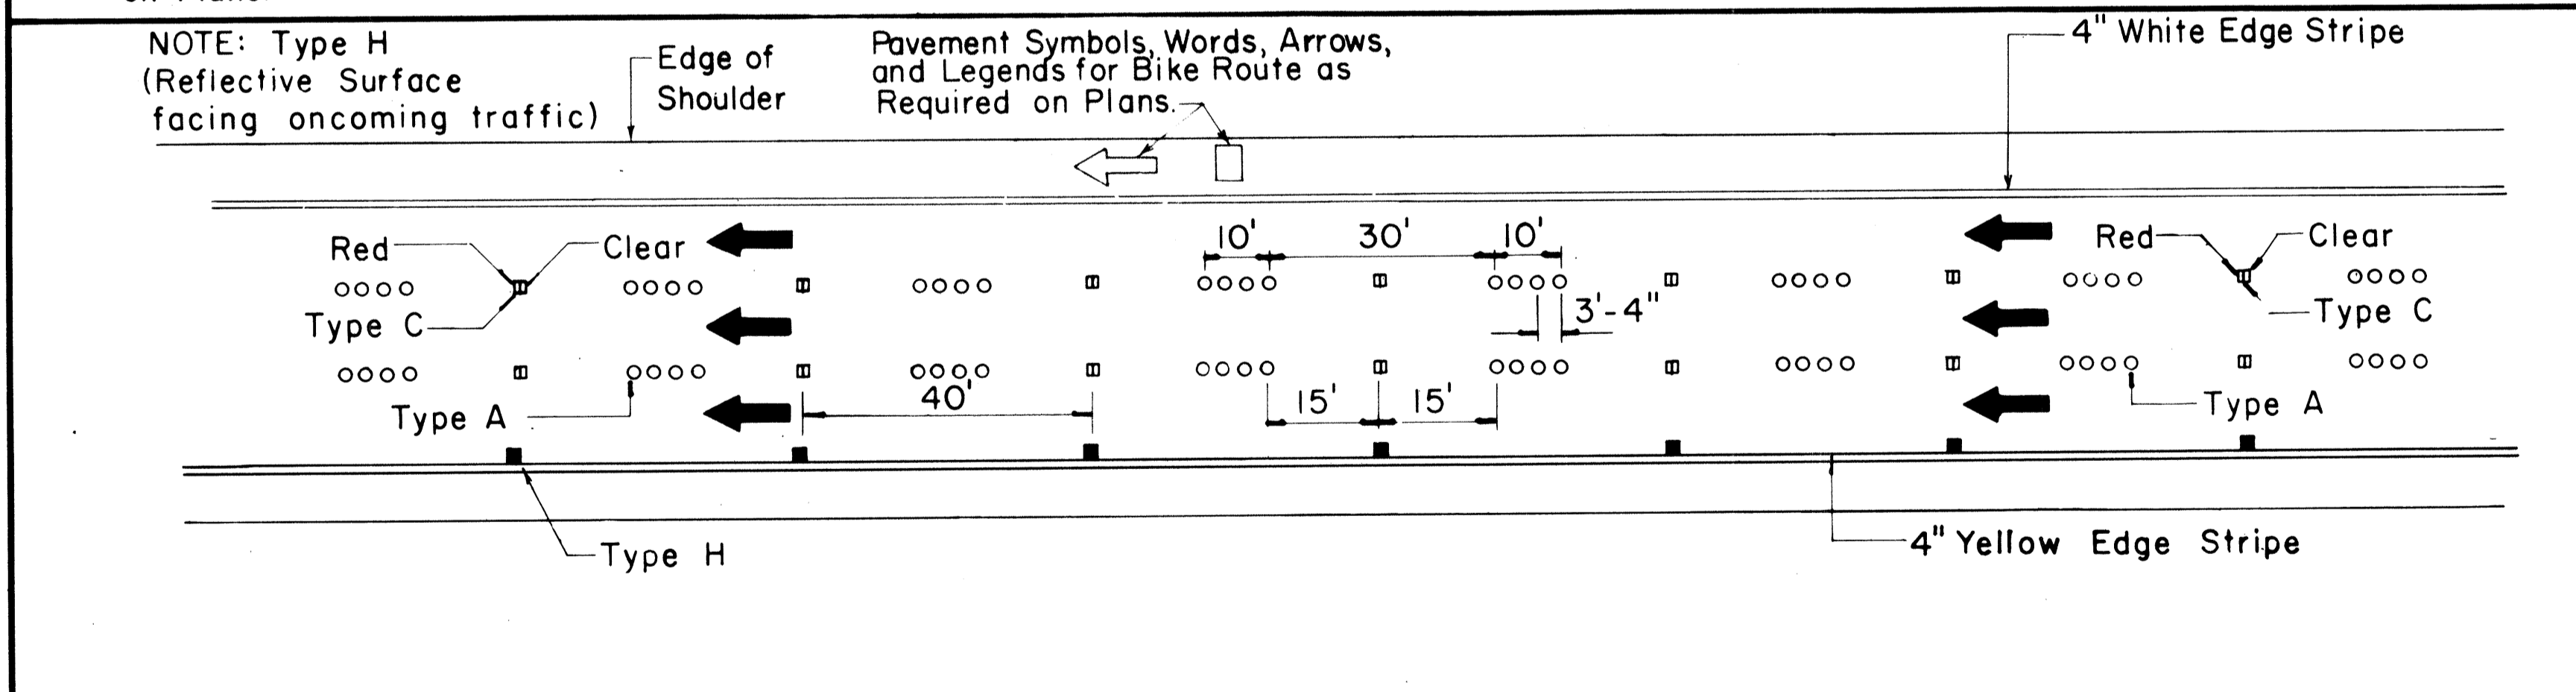 NOTE: Type H
(Reflective Surface
facing oncoming traffic)
Edge of
Shoulder
Pavement Symbols, Words, Arrows,
and Legends for Bike Route as
Required on Plans.
4" White Edge Stripe
Red
Clear
10'
30'
10'
Red
Clear
Type C
3'-4"
Type C
Type A
40'
15'
15'
Type A
Type H
4" Yellow Edge Stripe